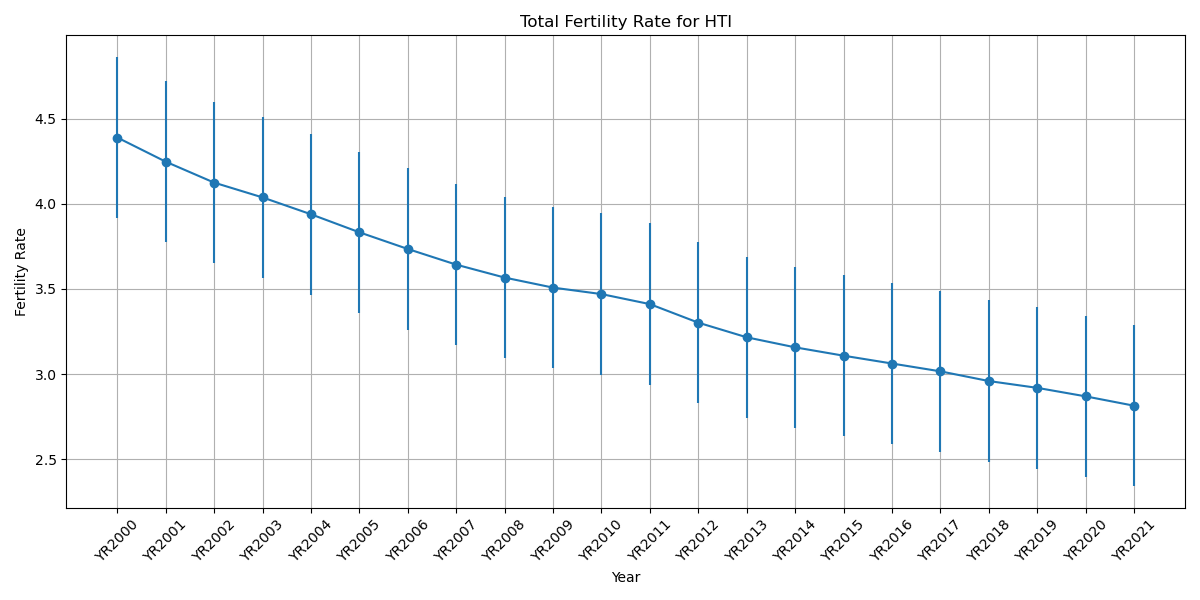 Total Fertility Rate for HTI
Fertility Rate
4.5
4.0
3.5
3.0
2.5
YR2000
YR2001
YR2002
YR2003
YR2004
YR2005
YR2006
YR2007
YR2008
YR2009
YR2010
YR2011
YR2012
YR2013
YR2014
YR2015
YR2016
YR2017
YR2018
YR2019
YR2020
YR2021
Year